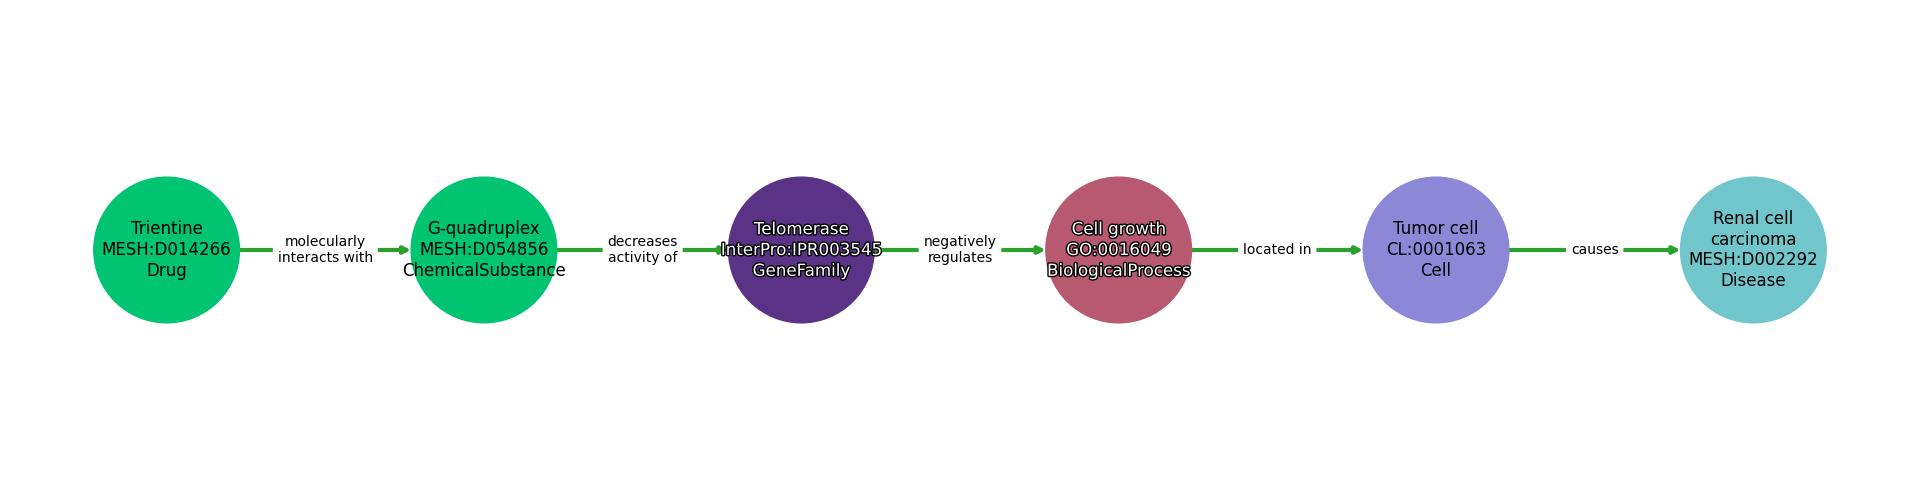 Trientine
MESH:D014266
Drug
molecularly
interacts with
G-quadruplex
MESH:D054856
ChemicalSubstance
decreases
activity of
Telomerase
InterPro:IPR003545
GeneFamily
negatively
regulates
Cell growth
GO:0016049
BiologicalProcess
located in
Tumor cell
CL:0001063
Cell
causes
Renal cell
carcinoma
MESH:D002292
Disease